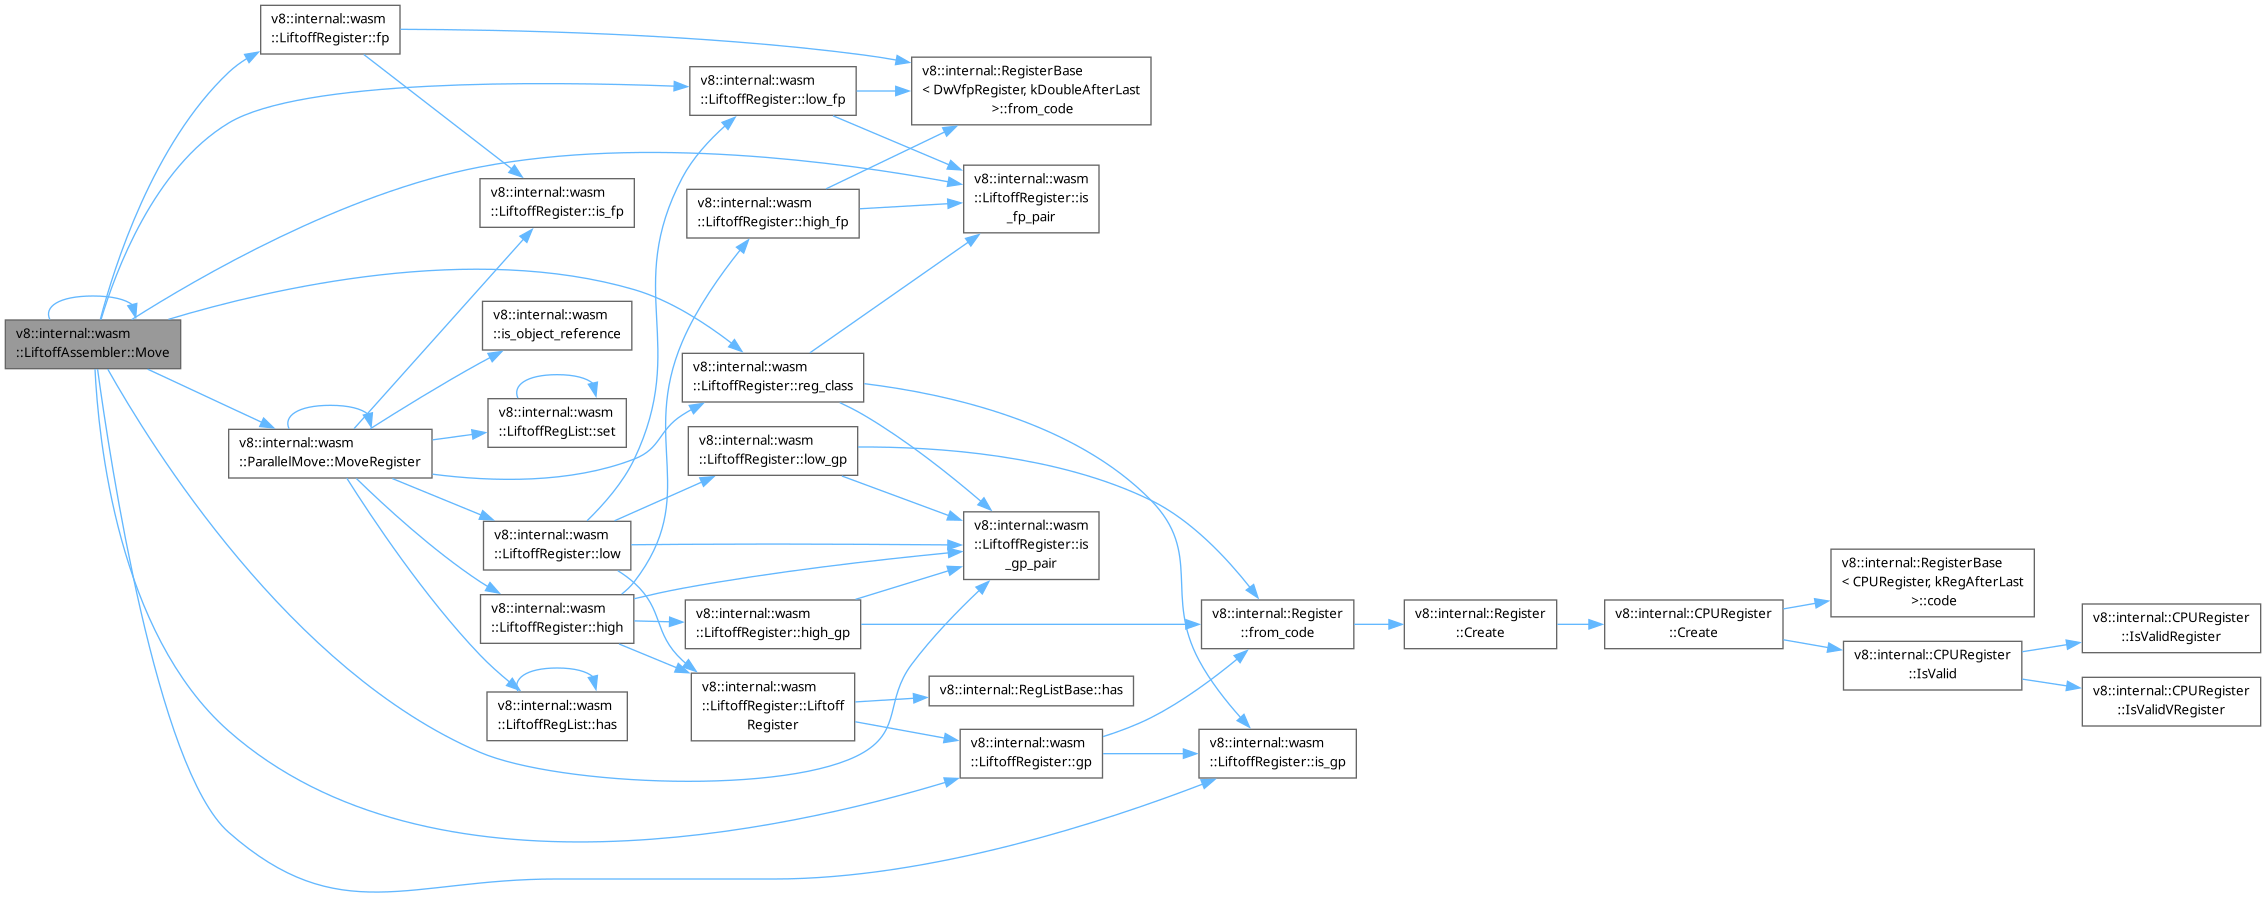 v8::internal::wasm
::LiftoffAssembler::Move
v8::internal::wasm
::LiftoffRegister::fp
v8::internal::wasm
::ParallelMove::MoveRegister
v8::internal::wasm
::LiftoffRegister::is_fp
v8::internal::wasm
::is_object_reference
v8::internal::wasm
::LiftoffRegList::set
v8::internal::wasm
::LiftoffRegister::low
v8::internal::wasm
::LiftoffRegister::high
v8::internal::wasm
::LiftoffRegList::has
v8::internal::wasm
::LiftoffRegister::low_fp
v8::internal::wasm
::LiftoffRegister::high_fp
v8::internal::wasm
::LiftoffRegister::reg_class
v8::internal::wasm
::LiftoffRegister::low_gp
v8::internal::wasm
::LiftoffRegister::high_gp
v8::internal::wasm
::LiftoffRegister::Liftoff
Register
v8::internal::RegisterBase
< DwVfpRegister, kDoubleAfterLast
>::from_code
v8::internal::wasm
::LiftoffRegister::is
_fp_pair
v8::internal::wasm
::LiftoffRegister::is
_gp_pair
v8::internal::RegListBase::has
v8::internal::wasm
::LiftoffRegister::gp
v8::internal::Register
::from_code
v8::internal::wasm
::LiftoffRegister::is_gp
v8::internal::Register
::Create
v8::internal::CPURegister
::Create
v8::internal::RegisterBase
< CPURegister, kRegAfterLast
>::code
v8::internal::CPURegister
::IsValid
v8::internal::CPURegister
::IsValidRegister
v8::internal::CPURegister
::IsValidVRegister